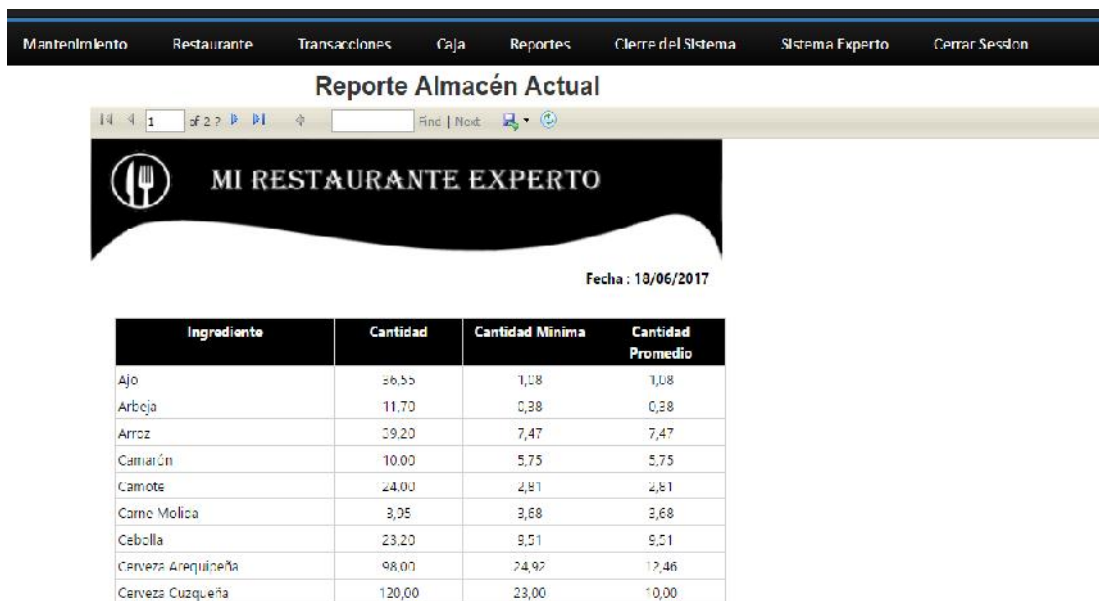 Mantenimiento Restaurante Transacciones Caja Reportes Cierre del Sistema Sistema Experto Cerrar Session
Reporte Almacén Actual
1 of 2 ? Find | Next
MI RESTAURANTE EXPERTO
Fecha : 18/06/2017
Ingrediente Cantidad Cantidad Minima Cantidad Promedio
Ajo 36,55 1,08 1,08
Arbeja 11,70 0,38 0,38
Arroz 39,20 7,47 7,47
Camarón 10,00 5,75 5,75
Camote 24,00 2,81 2,81
Carne Molida 3,95 3,68 3,68
Cebolla 23,20 9,51 9,51
Cerveza Arequipeña 98,00 24,92 12,46
Cerveza Cuzqueña 120,00 23,00 10,00